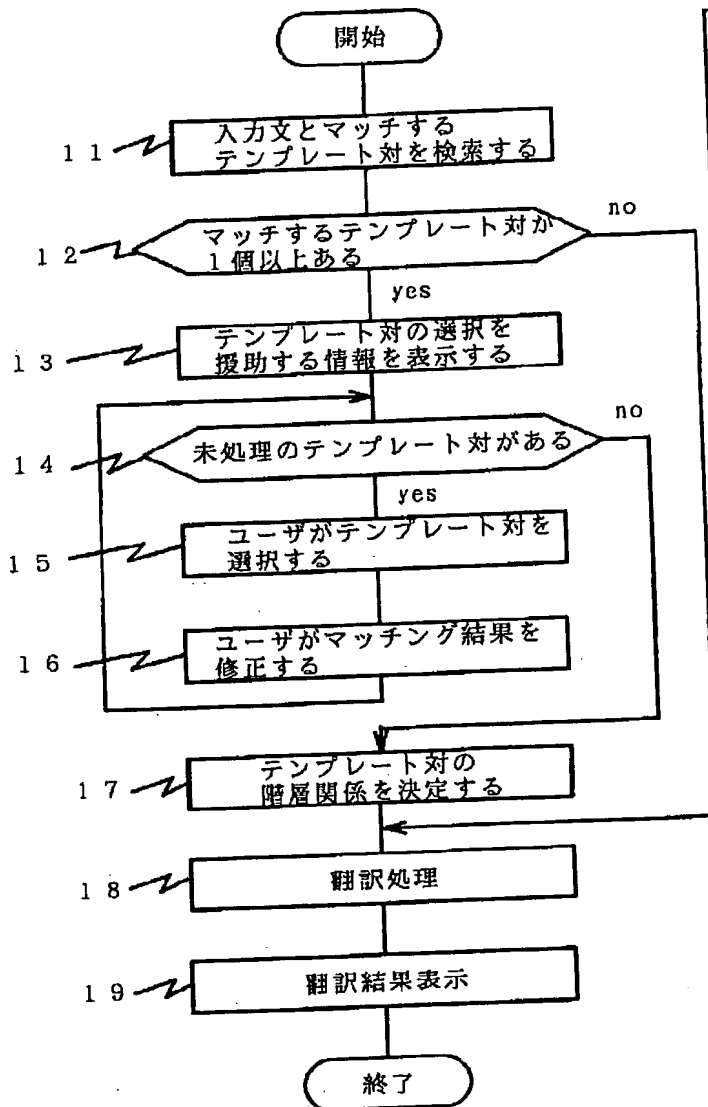 開始
11
入力文とマッチする
テンプレート対を検索する
no
12
マッチするテンプレート対が
1個以上ある
yes
13
テンプレート対の選択を
援助する情報を表示する
no
14
未処理のテンプレート対がある
yes
15
ユーザがテンプレート対を
選択する
16
ユーザがマッチング結果を
修正する
17
テンプレート対の
階層関係を決定する
18
翻訳処理
19
翻訳結果表示
終了